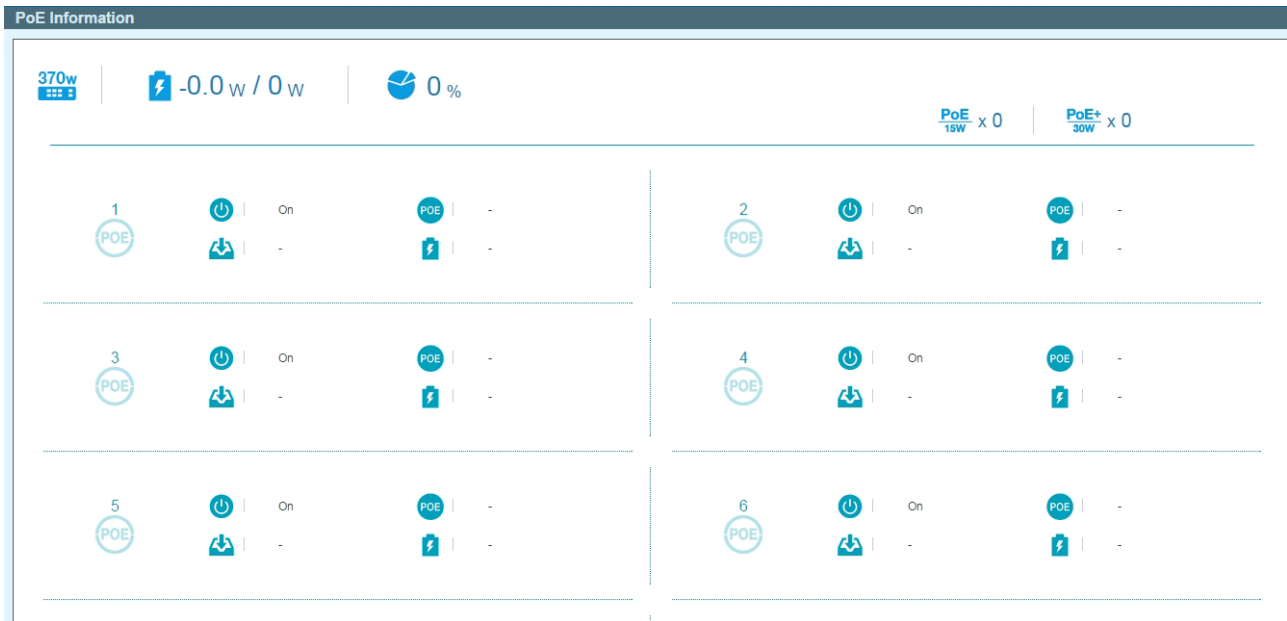 PoE Information
370w
-0.0 W / 0 W
0 %
PoE 15W x 0
PoE+ 30W x 0
1 On POE -
POE - -
2 On POE -
POE - -
3 On POE -
POE - -
4 On POE -
POE - -
5 On POE -
POE - -
6 On POE -
POE - -